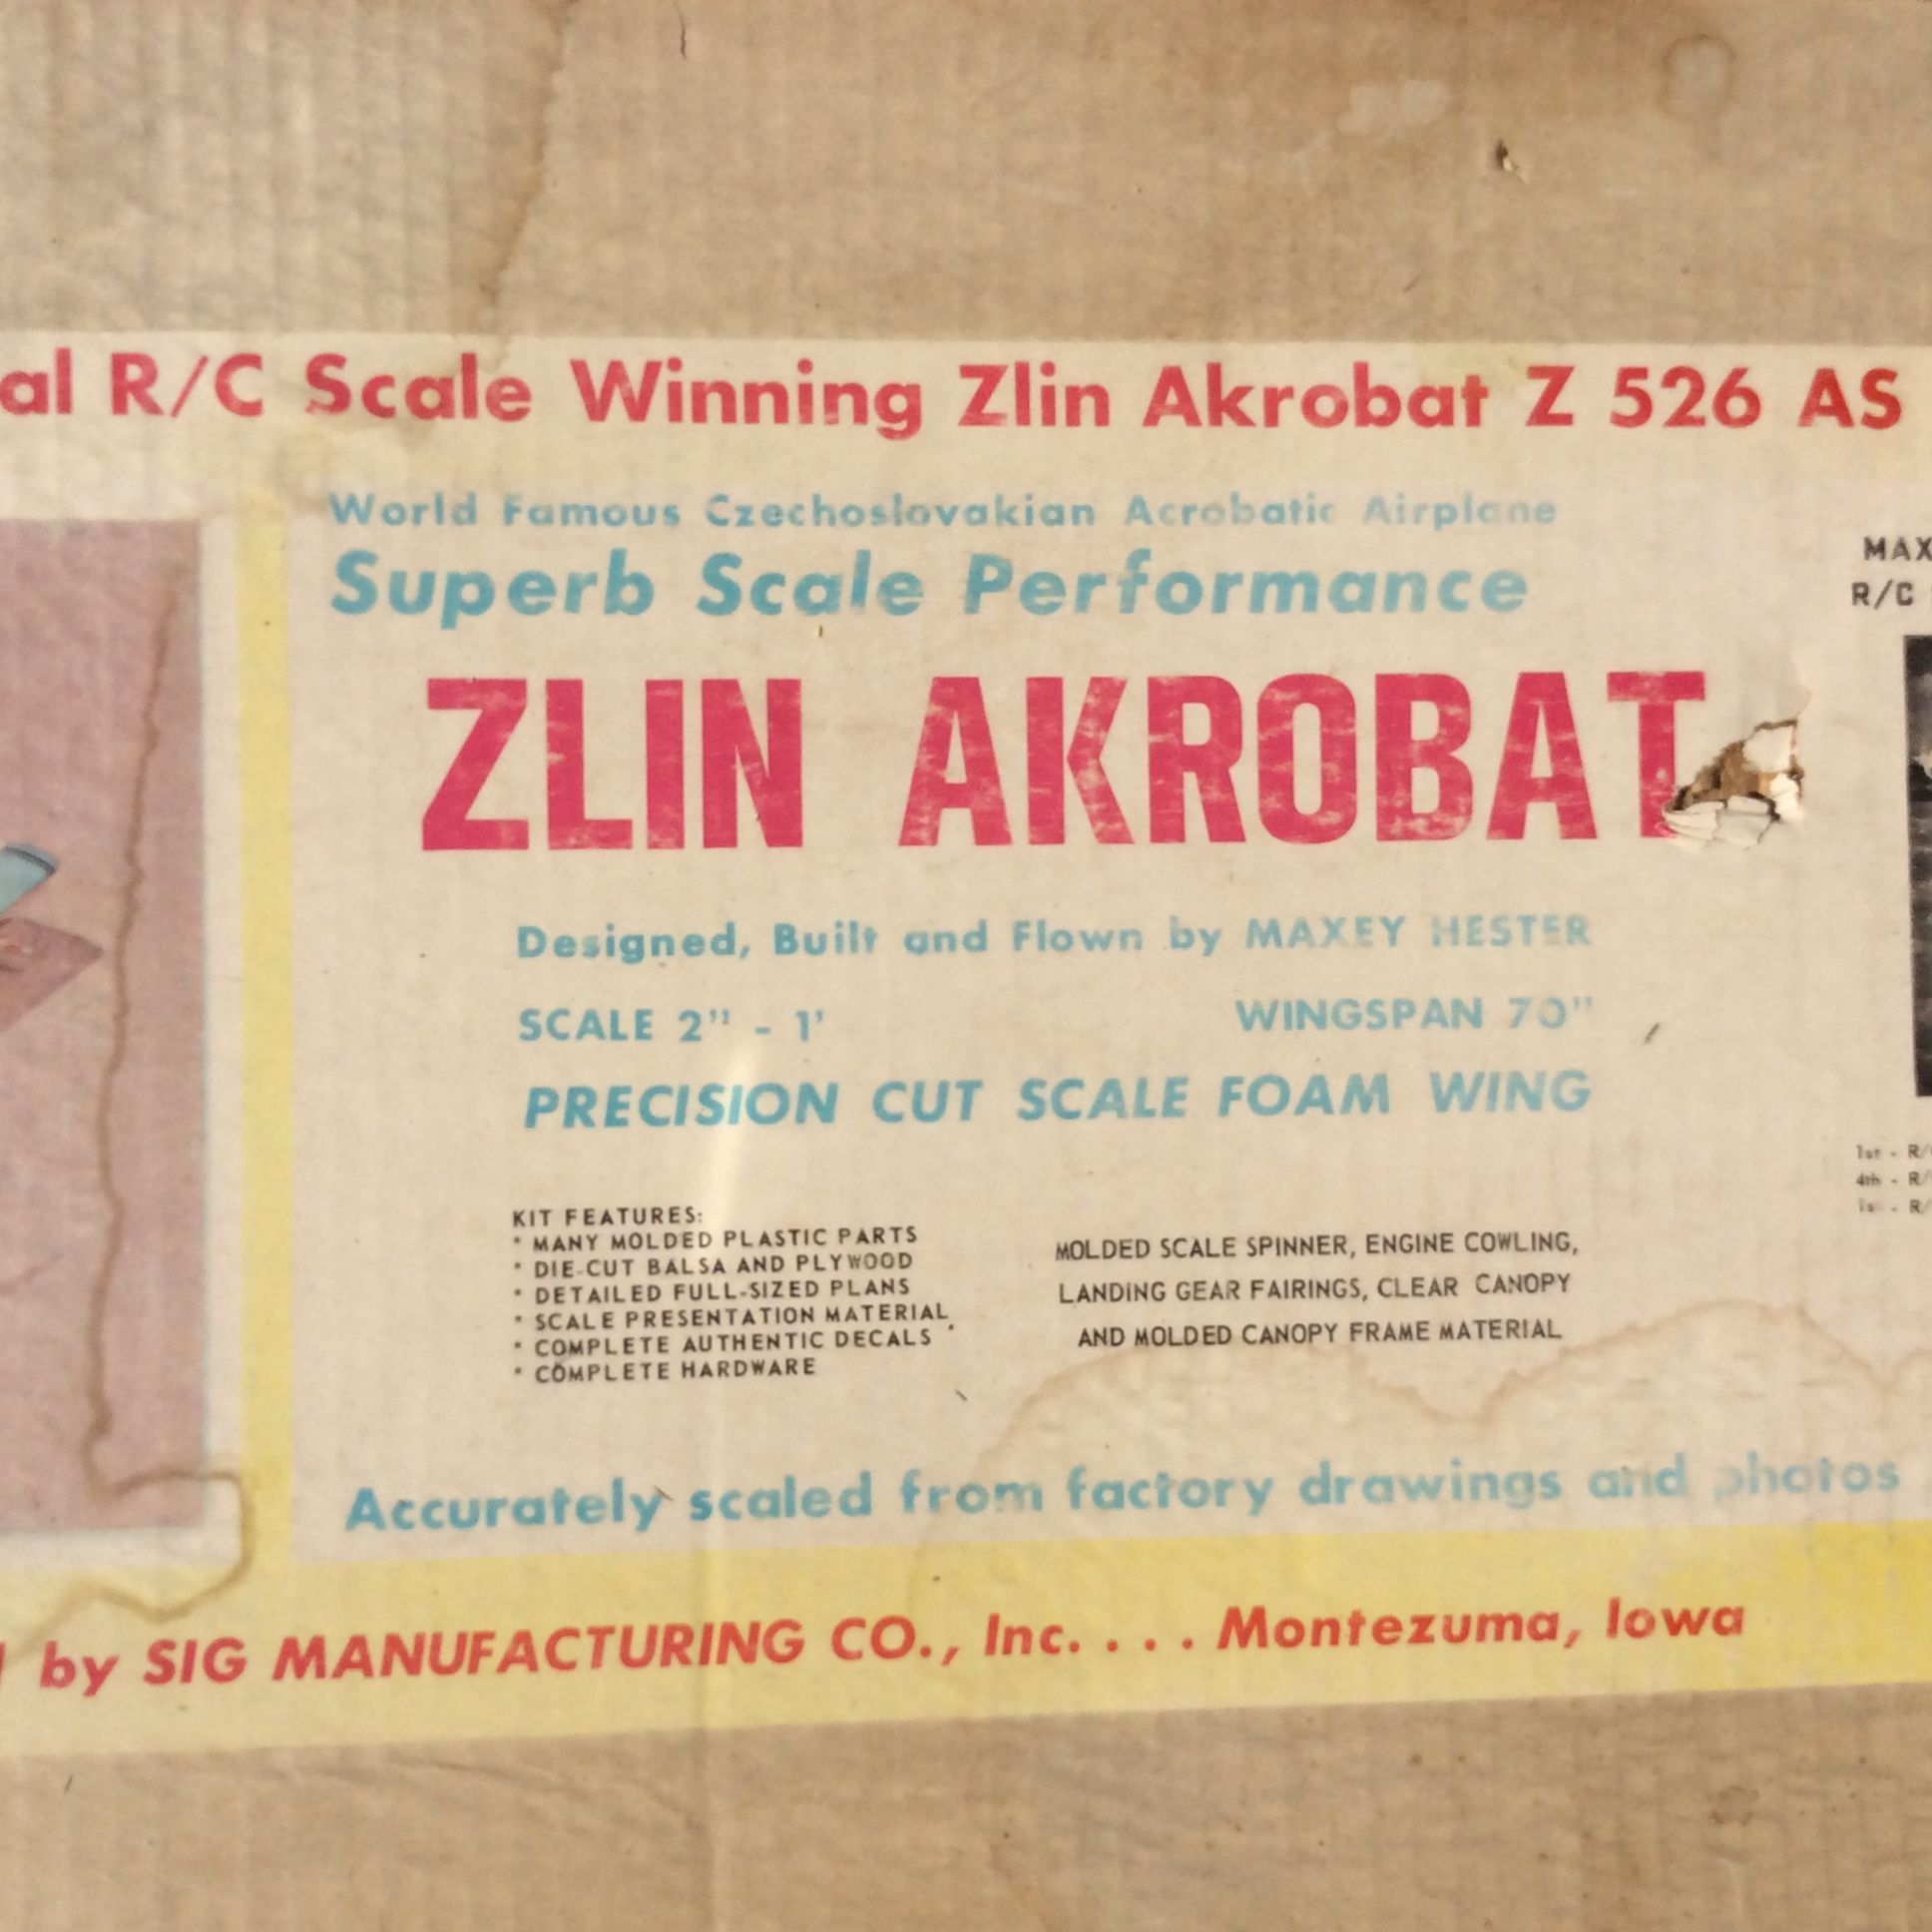 al R/C Scale Winning Zlin Akrobat Z 526 AS
World Famous Czechoslovakian Acrobatic Airplane
Superb Scale Performance
ZLIN AKROBAT
Designed, Built and Flown by MAXEY HESTER
SCALE 2" - 1' WINGSPAN 70"
PRECISION CUT SCALE FOAM WING
KIT FEATURES:
* MANY MOLDED PLASTIC PARTS
* DIE-CUT BALSA AND PLYWOOD
* DETAILED FULL-SIZED PLANS
* SCALE PRESENTATION MATERIAL
* COMPLETE AUTHENTIC DECALS
* COMPLETE HARDWARE
MOLDED SCALE SPINNER, ENGINE COWLING,
LANDING GEAR FAIRINGS, CLEAR CANOPY
AND MOLDED CANOPY FRAME MATERIAL
Accurately scaled from factory drawings and photos
by SIG MANUFACTURING CO., Inc. . . . Montezuma, Iowa
MAX
R/C
1st - R/
4th - R/
1s - R/